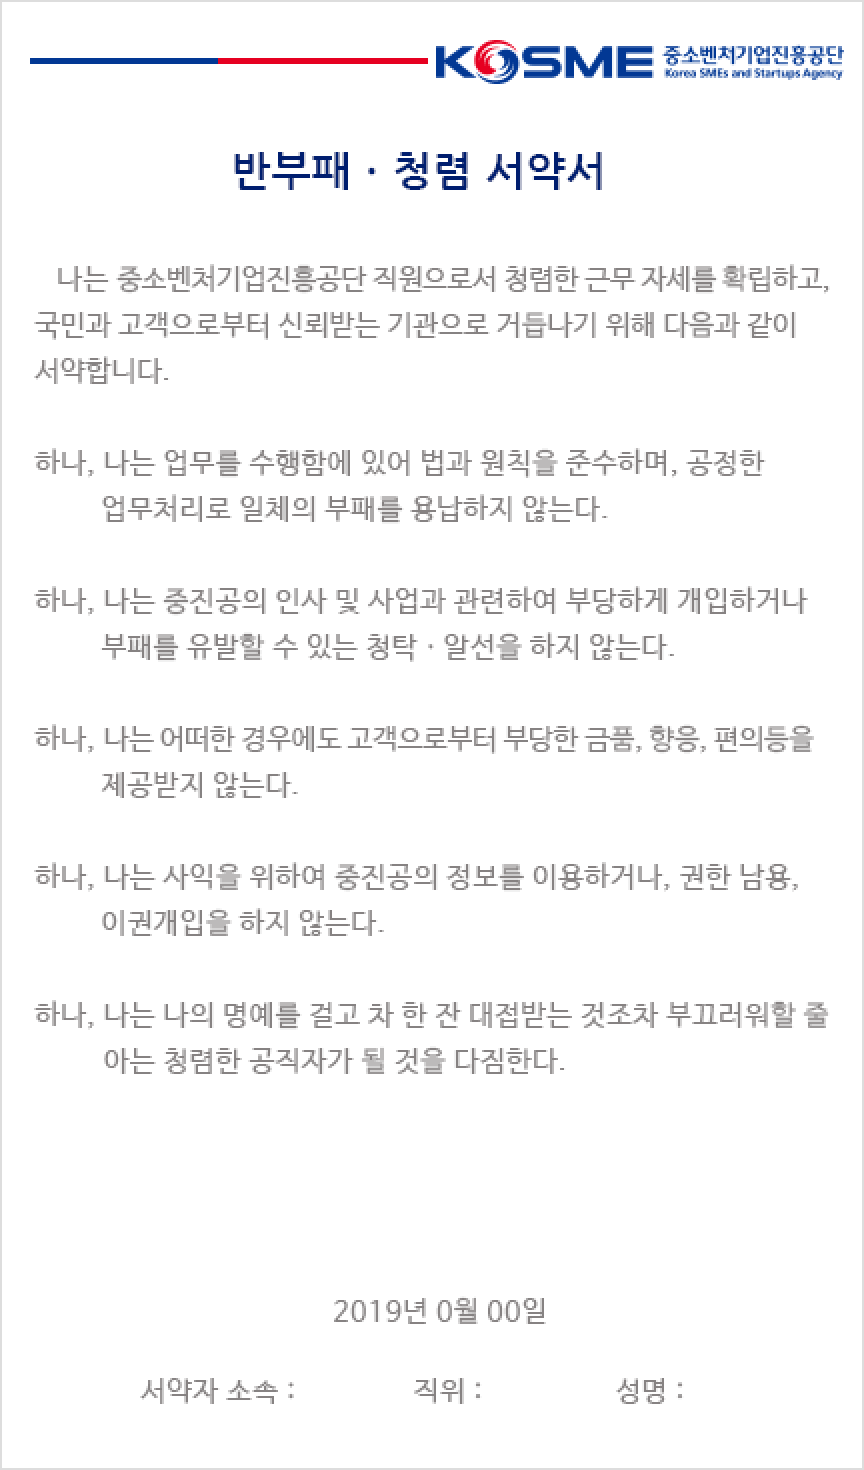 KOSME 중소벤처기업진흥공단
Korea SMEs and Startups Agency
반부패 · 청렴 서약서
나는 중소벤처기업진흥공단 직원으로서 청렴한 근무 자세를 확립하고,
국민과 고객으로부터 신뢰받는 기관으로 거듭나기 위해 다음과 같이
서약합니다.
하나, 나는 업무를 수행함에 있어 법과 원칙을 준수하며, 공정한
업무처리로 일체의 부패를 용납하지 않는다.
하나, 나는 중진공의 인사 및 사업과 관련하여 부당하게 개입하거나
부패를 유발할 수 있는 청탁 · 알선을 하지 않는다.
하나, 나는 어떠한 경우에도 고객으로부터 부당한 금품, 향응, 편의등을
제공받지 않는다.
하나, 나는 사익을 위하여 중진공의 정보를 이용하거나, 권한 남용,
이권개입을 하지 않는다.
하나, 나는 나의 명예를 걸고 차 한 잔 대접받는 것조차 부끄러워할 줄
아는 청렴한 공직자가 될 것을 다짐한다.
2019년 0월 00일
서약자 소속 : 직위 : 성명 :